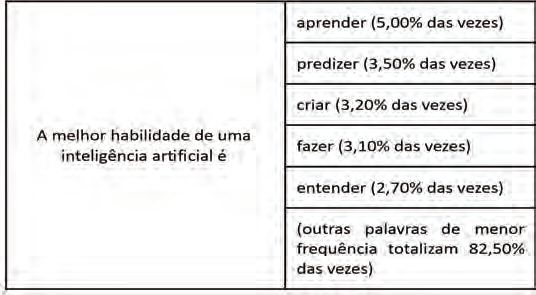 A melhor habilidade de uma
inteligência artificial é
aprender (5,00% das vezes)
predizer (3,50% das vezes)
criar (3,20% das vezes)
fazer (3,10% das vezes)
entender (2,70% das vezes)
(outras palavras de menor
frequência totalizam 82,50%
das vezes)